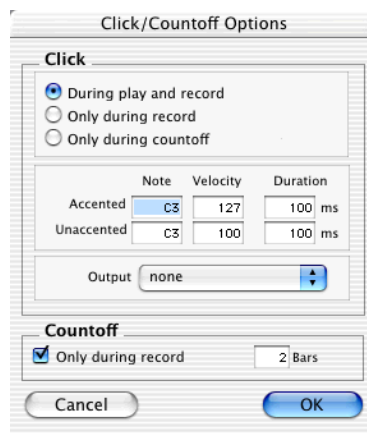 Click/Countoff Options
Click
During play and record
Only during record
Only during countoff
Note Velocity Duration
Accented C3 127 100 ms
Unaccented C3 100 100 ms
Output none
Countoff
Only during record 2 Bars
Cancel OK